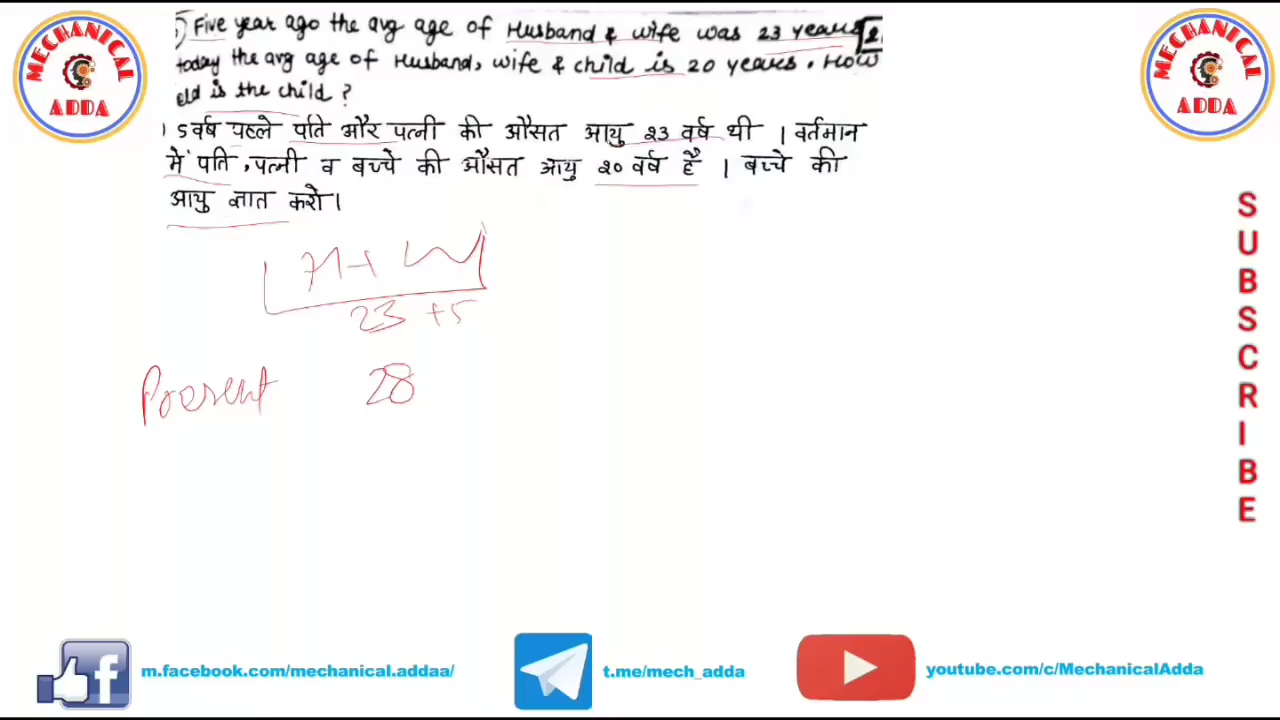 MECHANICAL ADDA
Five year ago the avg age of Husband & wife was 23 years
today the avg age of Husband, wife & child is 20 years. How
old is the child?
5 वर्ष पहले पति और पत्नी की औसत आयु 23 वर्ष थी । वर्तमान
में पति, पत्नी व बच्चे की औसत आयु 20 वर्ष है । बच्चे की
आयु ज्ञात करो।
H + W
23 +5
Present 28
MECHANICAL ADDA
SUBSCRIBE
m.facebook.com/mechanical.addaa/
t.me/mech_adda
youtube.com/c/MechanicalAdda